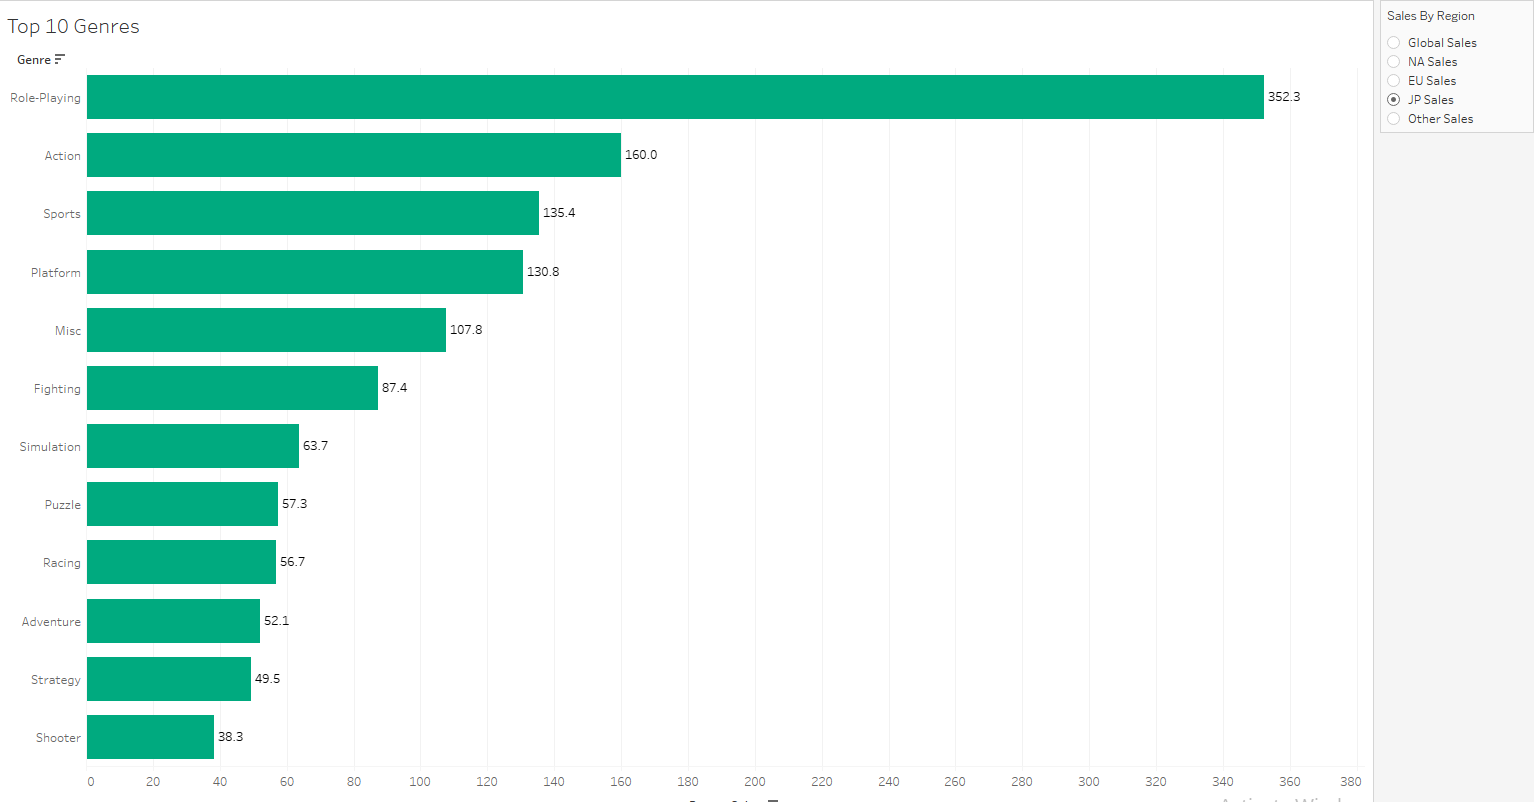 Top 10 Genres
Genre
Role-Playing 352.3
Action 160.0
Sports 135.4
Platform 130.8
Misc 107.8
Fighting 87.4
Simulation 63.7
Puzzle 57.3
Racing 56.7
Adventure 52.1
Strategy 49.5
Shooter 38.3
0 20 40 60 80 100 120 140 160 180 200 220 240 260 280 300 320 340 360 380
Sales By Region
Global Sales
NA Sales
EU Sales
JP Sales
Other Sales